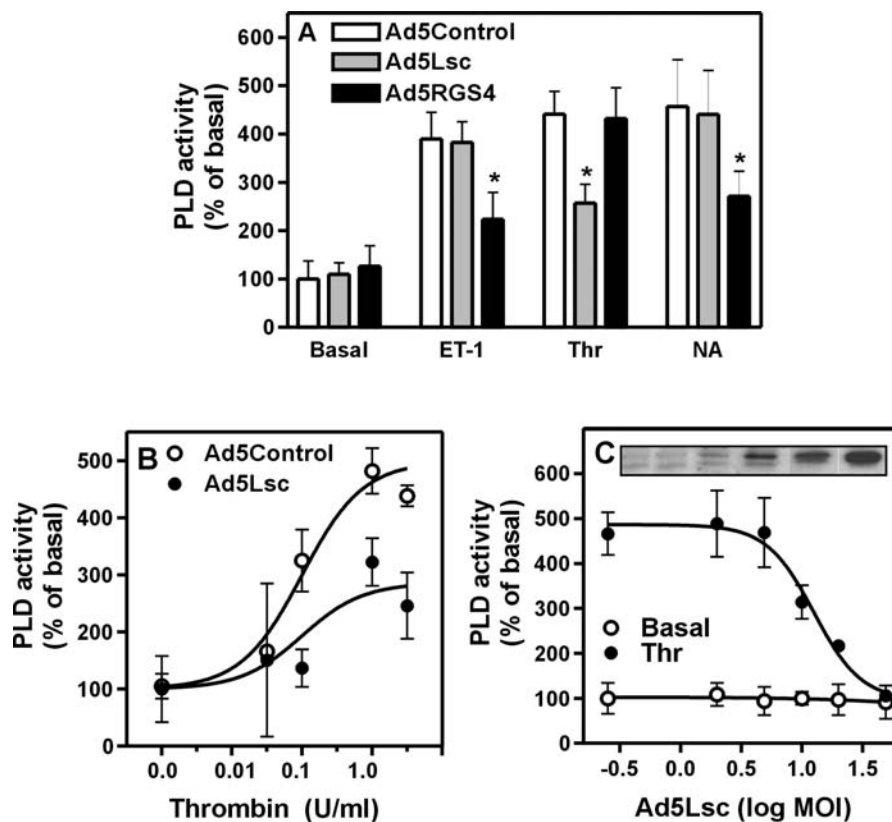 A
Ad5Control
Ad5Lsc
Ad5RGS4
PLD activity
(% of basal)
600
500
400
300
200
100
0
*
*
*
Basal ET-1 Thr NA
B
Ad5Control
Ad5Lsc
PLD activity
(% of basal)
500
400
300
200
100
0
0.0 0.01 0.1 1.0
Thrombin (U/ml)
C
PLD activity
(% of basal)
600
500
400
300
200
100
0
Basal
Thr
-0.5 0.0 0.5 1.0 1.5
Ad5Lsc (log MOI)